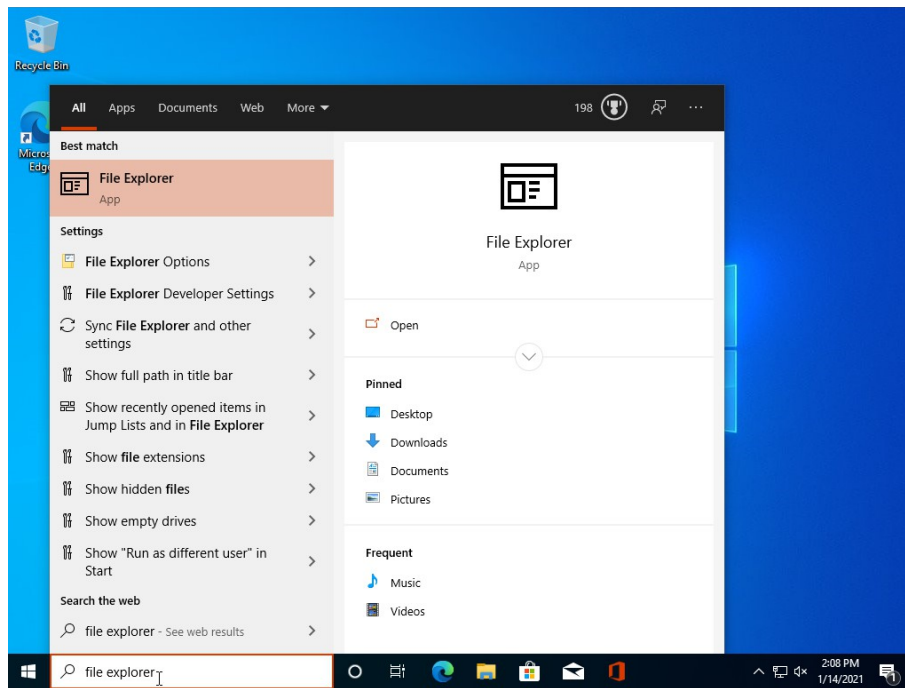 Recycle Bin
Micros
Edg
All Apps Documents Web More
198
Best match
File Explorer
App
Settings
File Explorer Options
File Explorer Developer Settings
Sync File Explorer and other
settings
Show full path in title bar
Show recently opened items in
Jump Lists and in File Explorer
Show file extensions
Show hidden files
Show empty drives
Show "Run as different user" in
Start
Search the web
file explorer - See web results
File Explorer
App
Open
Pinned
Desktop
Downloads
Documents
Pictures
Frequent
Music
Videos
file explorer
2:08 PM
1/14/2021
1